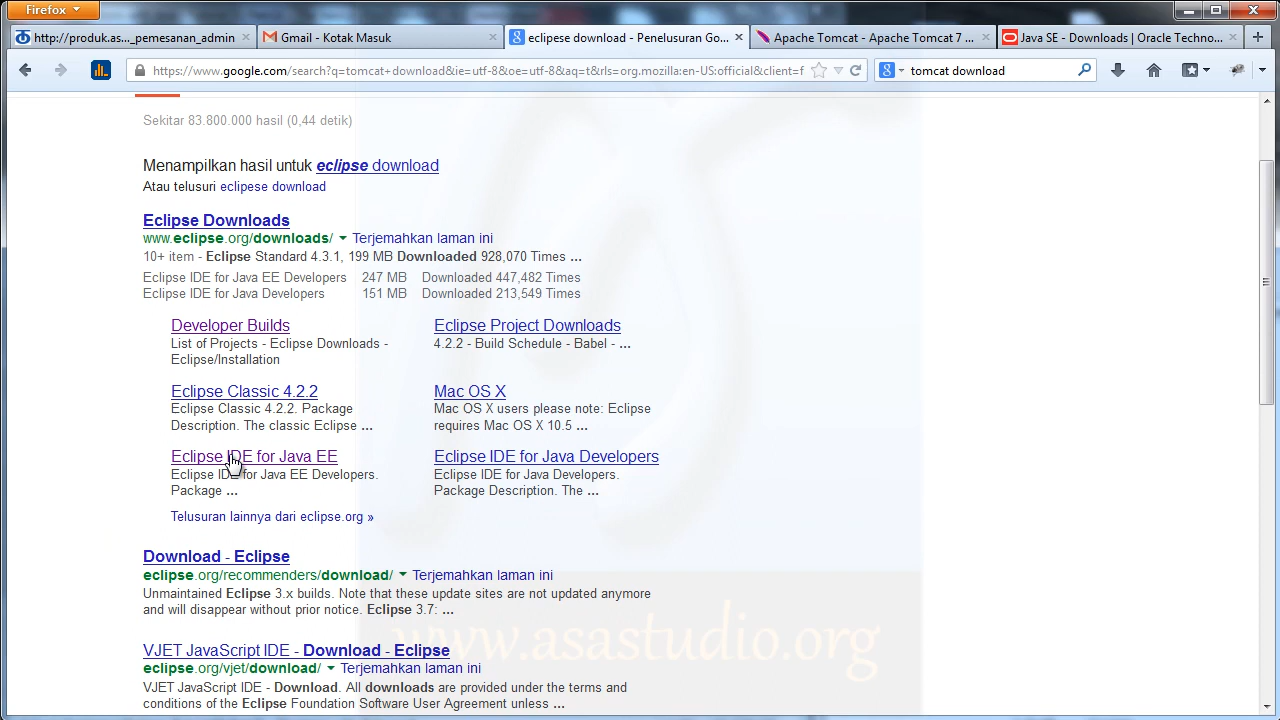 Firefox
http://produk.as..._pemesanan_admin
Gmail - Kotak Masuk
eclipese download - Penelusuran Go...
Apache Tomcat - Apache Tomcat 7 ...
Java SE - Downloads | Oracle Techno...
https://www.google.com/search?q=tomcat+download&ie=utf-8&oe=utf-8&aq=t&rls=org.mozilla:en-US:official&client=f
tomcat download
Sekitar 83.800.000 hasil (0,44 detik)
Menampilkan hasil untuk eclipse download
Atau telusuri eclipese download
Eclipse Downloads
www.eclipse.org/downloads/ Terjemahkan laman ini
10+ item - Eclipse Standard 4.3.1, 199 MB Downloaded 928,070 Times ...
Eclipse IDE for Java EE Developers 247 MB Downloaded 447,482 Times
Eclipse IDE for Java Developers 151 MB Downloaded 213,549 Times
Developer Builds
List of Projects - Eclipse Downloads -
Eclipse/Installation
Eclipse Project Downloads
4.2.2 - Build Schedule - Babel - ...
Eclipse Classic 4.2.2
Eclipse Classic 4.2.2. Package
Description. The classic Eclipse ...
Mac OS X
Mac OS X users please note: Eclipse
requires Mac OS X 10.5 ...
Eclipse IDE for Java EE
Eclipse IDE for Java EE Developers.
Package ...
Eclipse IDE for Java Developers
Eclipse IDE for Java Developers.
Package Description. The ...
Telusuran lainnya dari eclipse.org »
Download - Eclipse
eclipse.org/recommenders/download/ Terjemahkan laman ini
Unmaintained Eclipse 3.x builds. Note that these update sites are not updated anymore
and will disappear without prior notice. Eclipse 3.7: ...
www.asastudio.org
VJET JavaScript IDE - Download - Eclipse
eclipse.org/vjet/download/ Terjemahkan laman ini
VJET JavaScript IDE - Download. All downloads are provided under the terms and
conditions of the Eclipse Foundation Software User Agreement unless ...